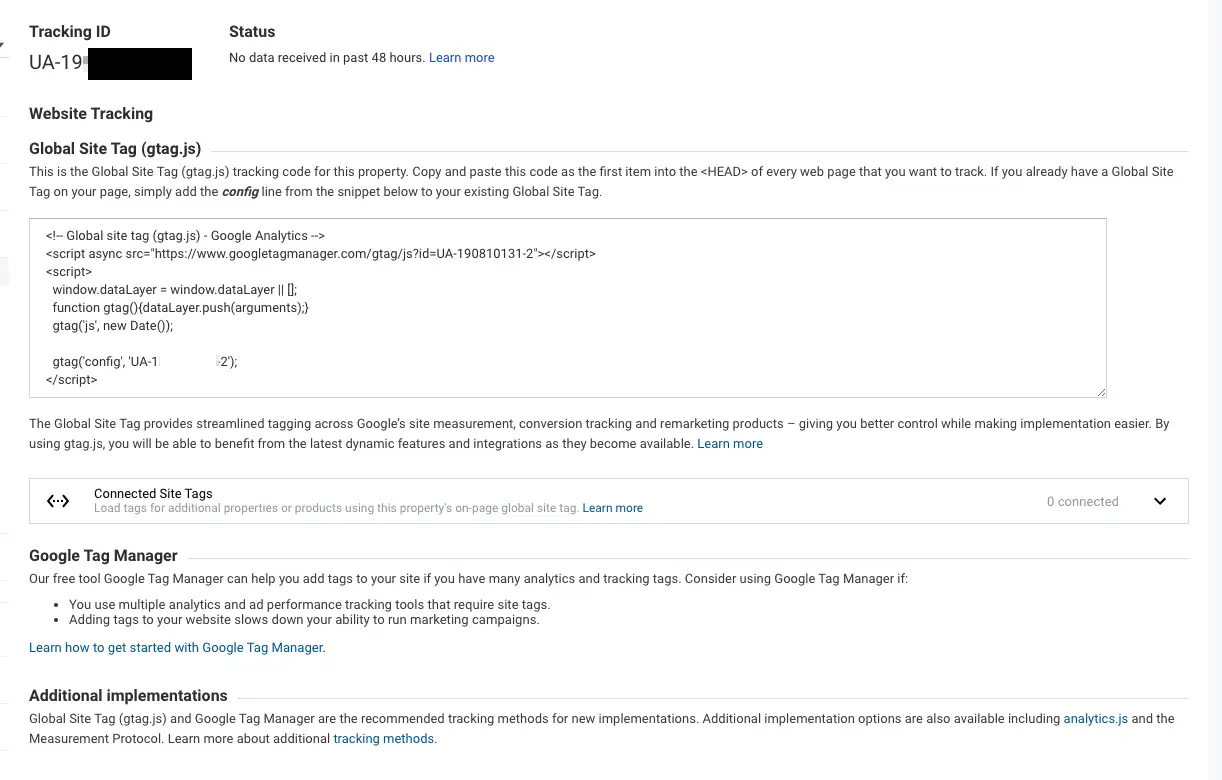 Tracking ID
Status
UA-19
No data received in past 48 hours. Learn more
Website Tracking
Global Site Tag (gtag.js)
This is the Global Site Tag (gtag.js) tracking code for this property. Copy and paste this code as the first item into the <HEAD> of every web page that you want to track. If you already have a Global Site
Tag on your page, simply add the config line from the snippet below to your existing Global Site Tag.
<!-- Global site tag (gtag.js) - Google Analytics -->
<script async src="https://www.googletagmanager.com/gtag/js?id=UA-190810131-2"></script>
<script>
window.dataLayer = window.dataLayer || [];
function gtag(){dataLayer.push(arguments);}
gtag('js', new Date());
gtag('config', 'UA-1 -2');
</script>
The Global Site Tag provides streamlined tagging across Google's site measurement, conversion tracking and remarketing products – giving you better control while making implementation easier. By
using gtag.js, you will be able to benefit from the latest dynamic features and integrations as they become available. Learn more
Connected Site Tags
Load tags for additional properties or products using this property's on-page global site tag. Learn more
0 connected
Google Tag Manager
Our free tool Google Tag Manager can help you add tags to your site if you have many analytics and tracking tags. Consider using Google Tag Manager if:
• You use multiple analytics and ad performance tracking tools that require site tags.
• Adding tags to your website slows down your ability to run marketing campaigns.
Learn how to get started with Google Tag Manager.
Additional implementations
Global Site Tag (gtag.js) and Google Tag Manager are the recommended tracking methods for new implementations. Additional implementation options are also available including analytics.js and the
Measurement Protocol. Learn more about additional tracking methods.